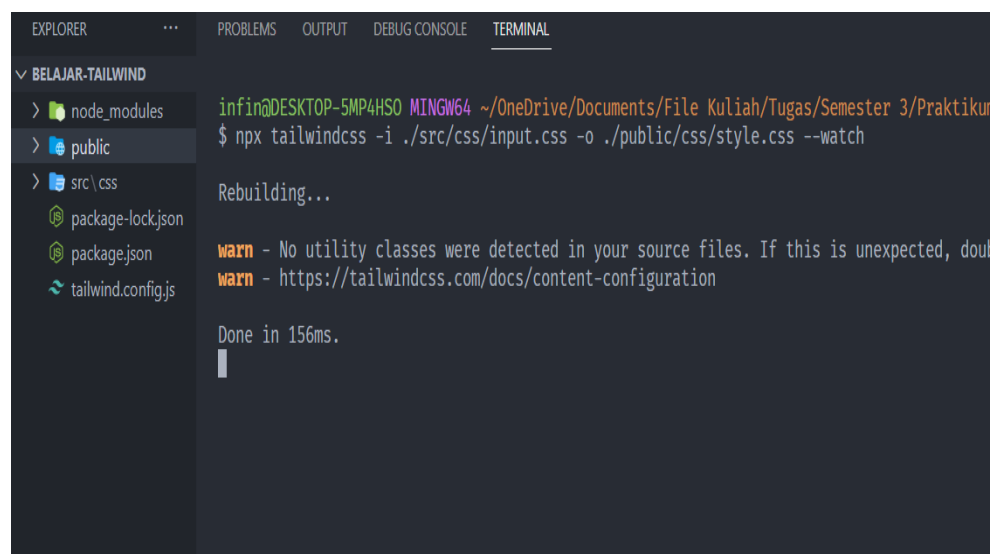 EXPLORER ···
PROBLEMS OUTPUT DEBUG CONSOLE TERMINAL
BELAJAR-TAILWIND
node_modules
public
src\css
package-lock.json
package.json
tailwind.config.js
infin@DESKTOP-5MP4HSO MINGW64 ~/OneDrive/Documents/File Kuliah/Tugas/Semester 3/
$ npx tailwindcss -i ./src/css/input.css -o ./public/css/style.css --watch
Rebuilding...
warn - No utility classes were detected in your source files. If this is unexpected,
warn - https://tailwindcss.com/docs/content-configuration
Done in 156ms.